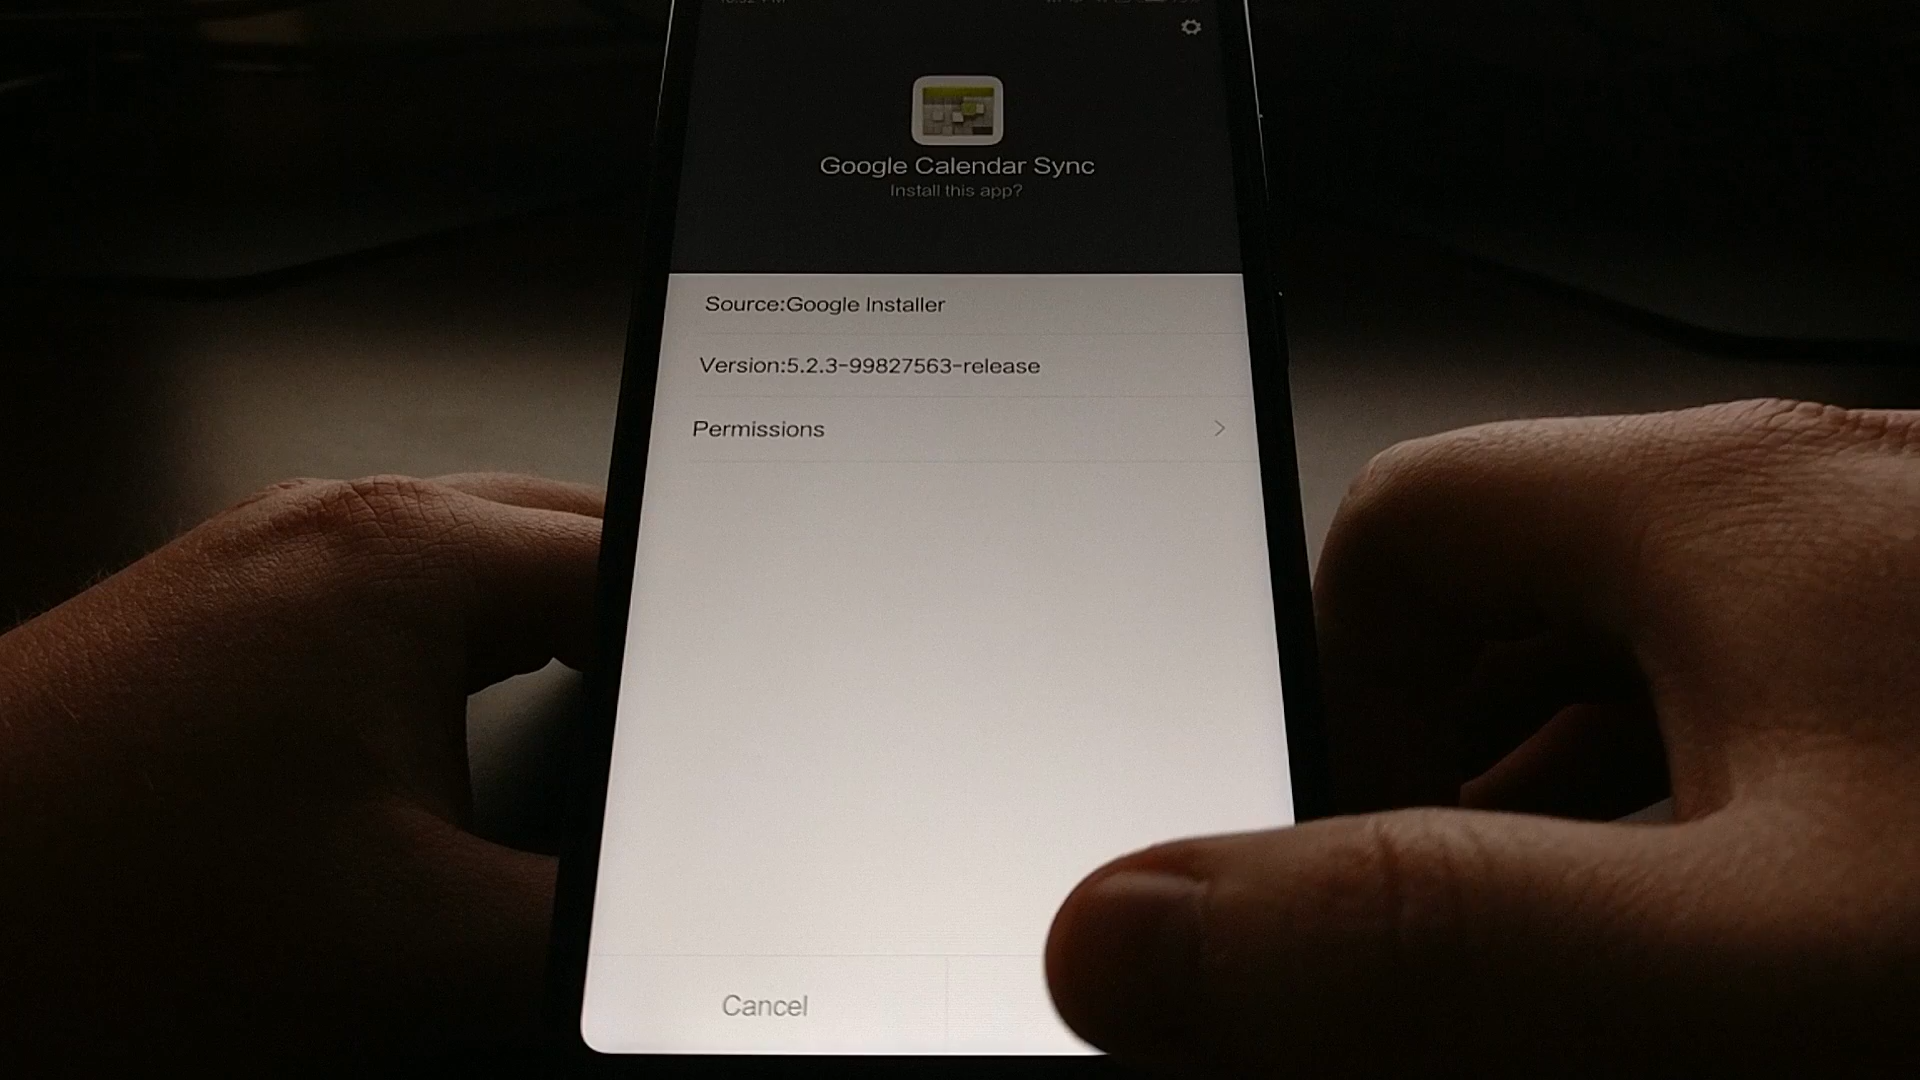 Google Calendar Sync
Install this app?
Source:Google Installer
Version:5.2.3-99827563-release
Permissions
Cancel